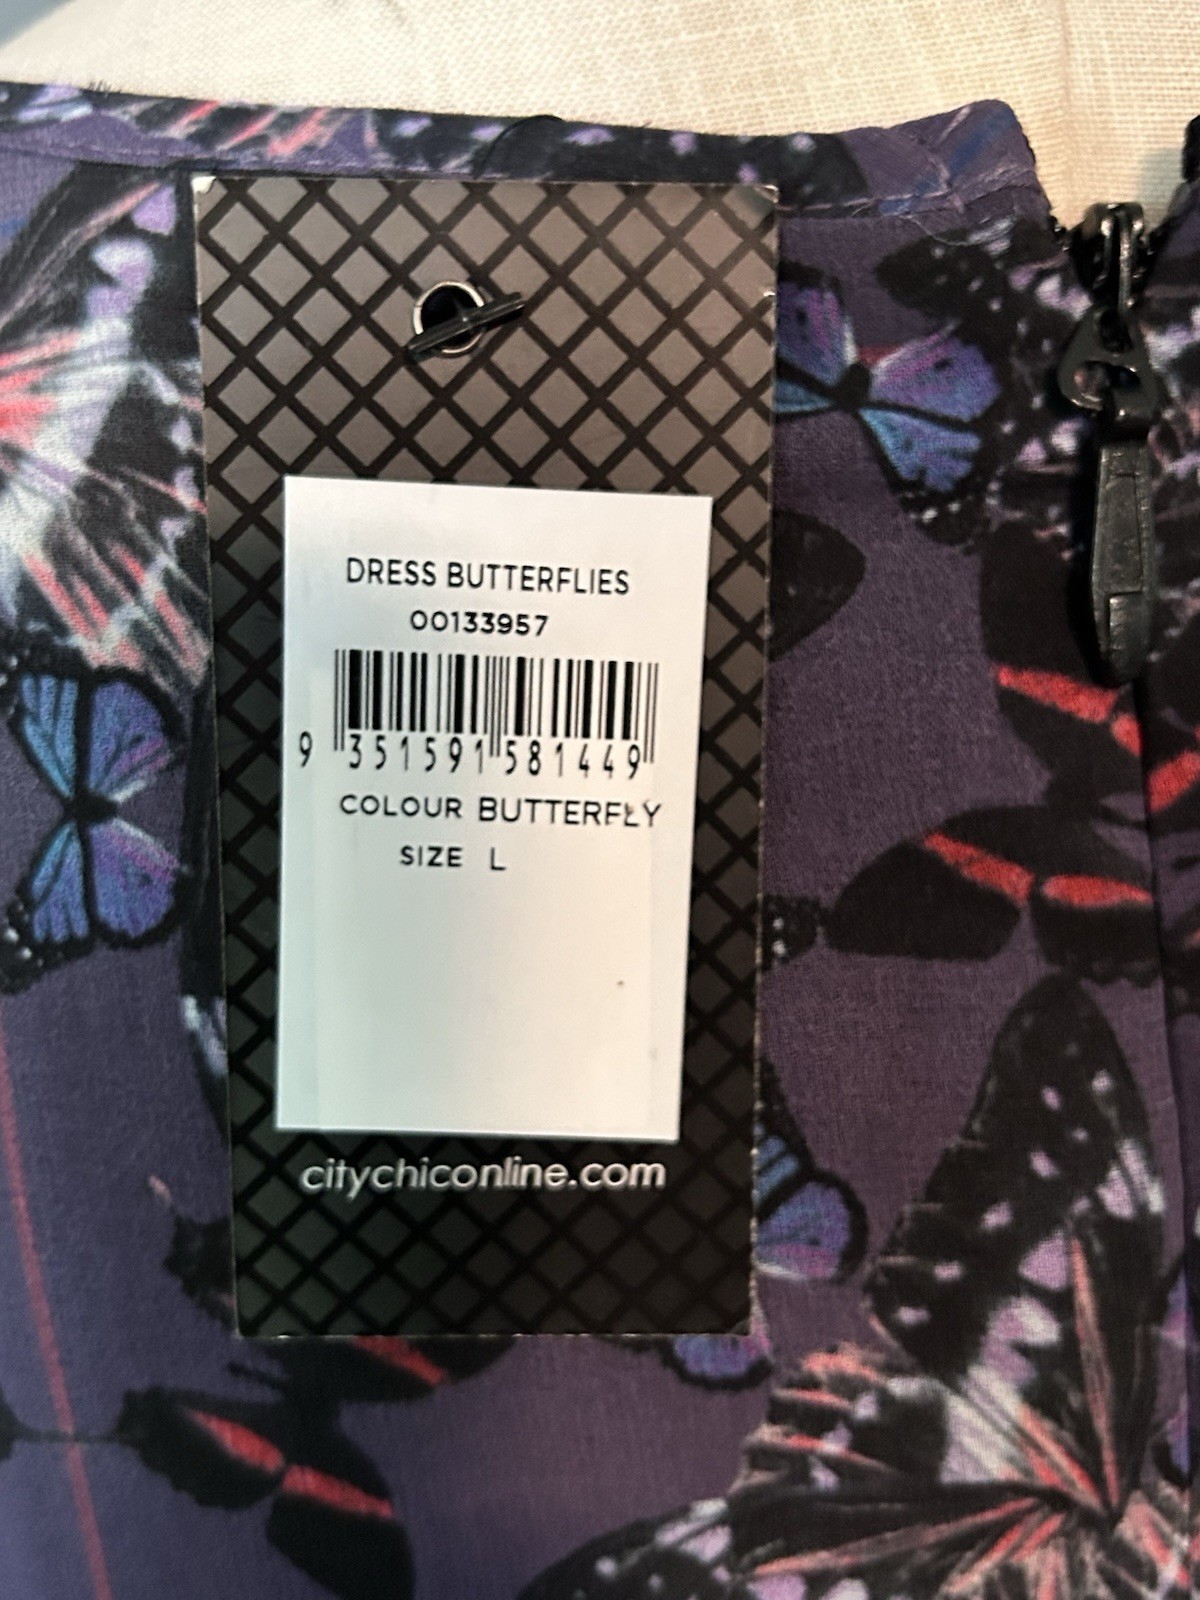 DRESS BUTTERFLIES
00133957
9 351591 581449
COLOUR BUTTERFLY
SIZE L
citychiconline.com